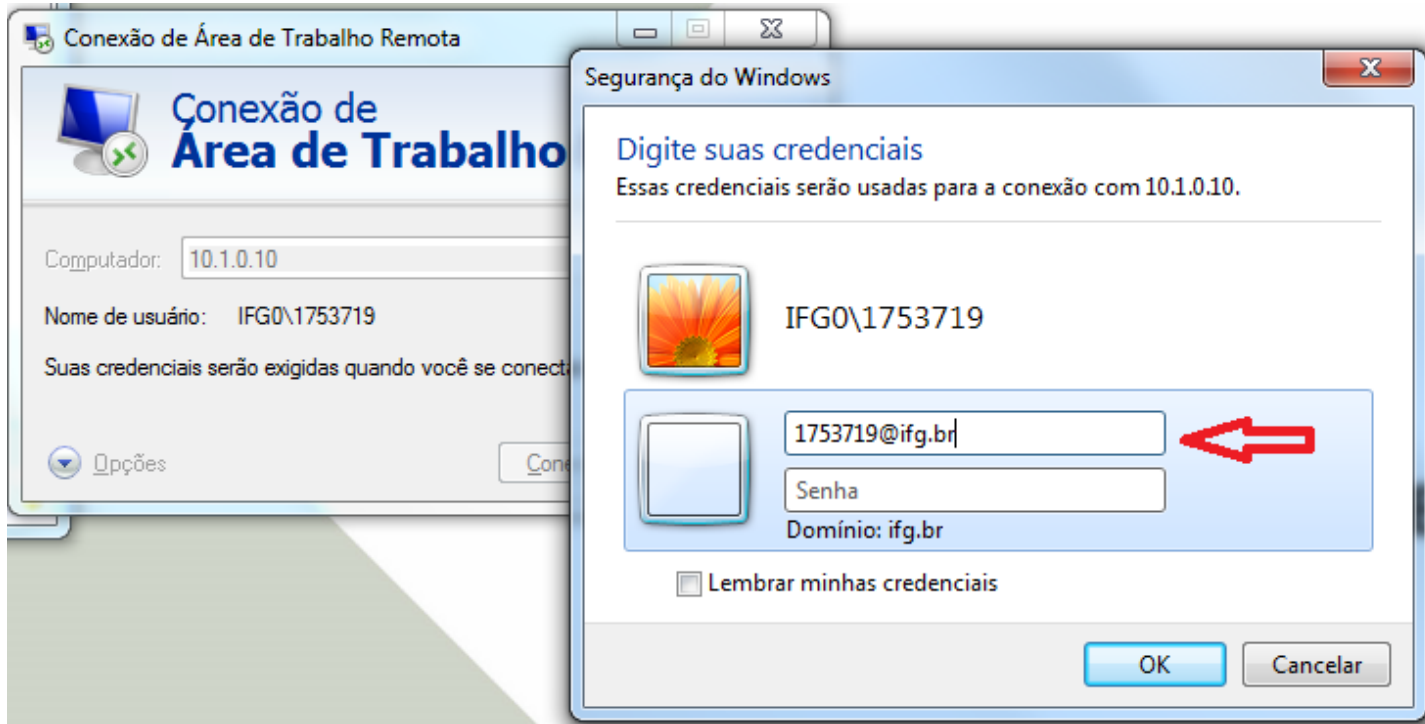 Conexão de Área de Trabalho Remota
Conexão de
Área de Trabalho
Computador: 10.1.0.10
Nome de usuário: IFG0\1753719
Suas credenciais serão exigidas quando você se
Opções
Segurança do Windows
Digite suas credenciais
Essas credenciais serão usadas para a conexão com 10.1.0.10.
IFG0\1753719
1753719@ifg.br
Senha
Domínio: ifg.br
Lembrar minhas credenciais
OK Cancelar